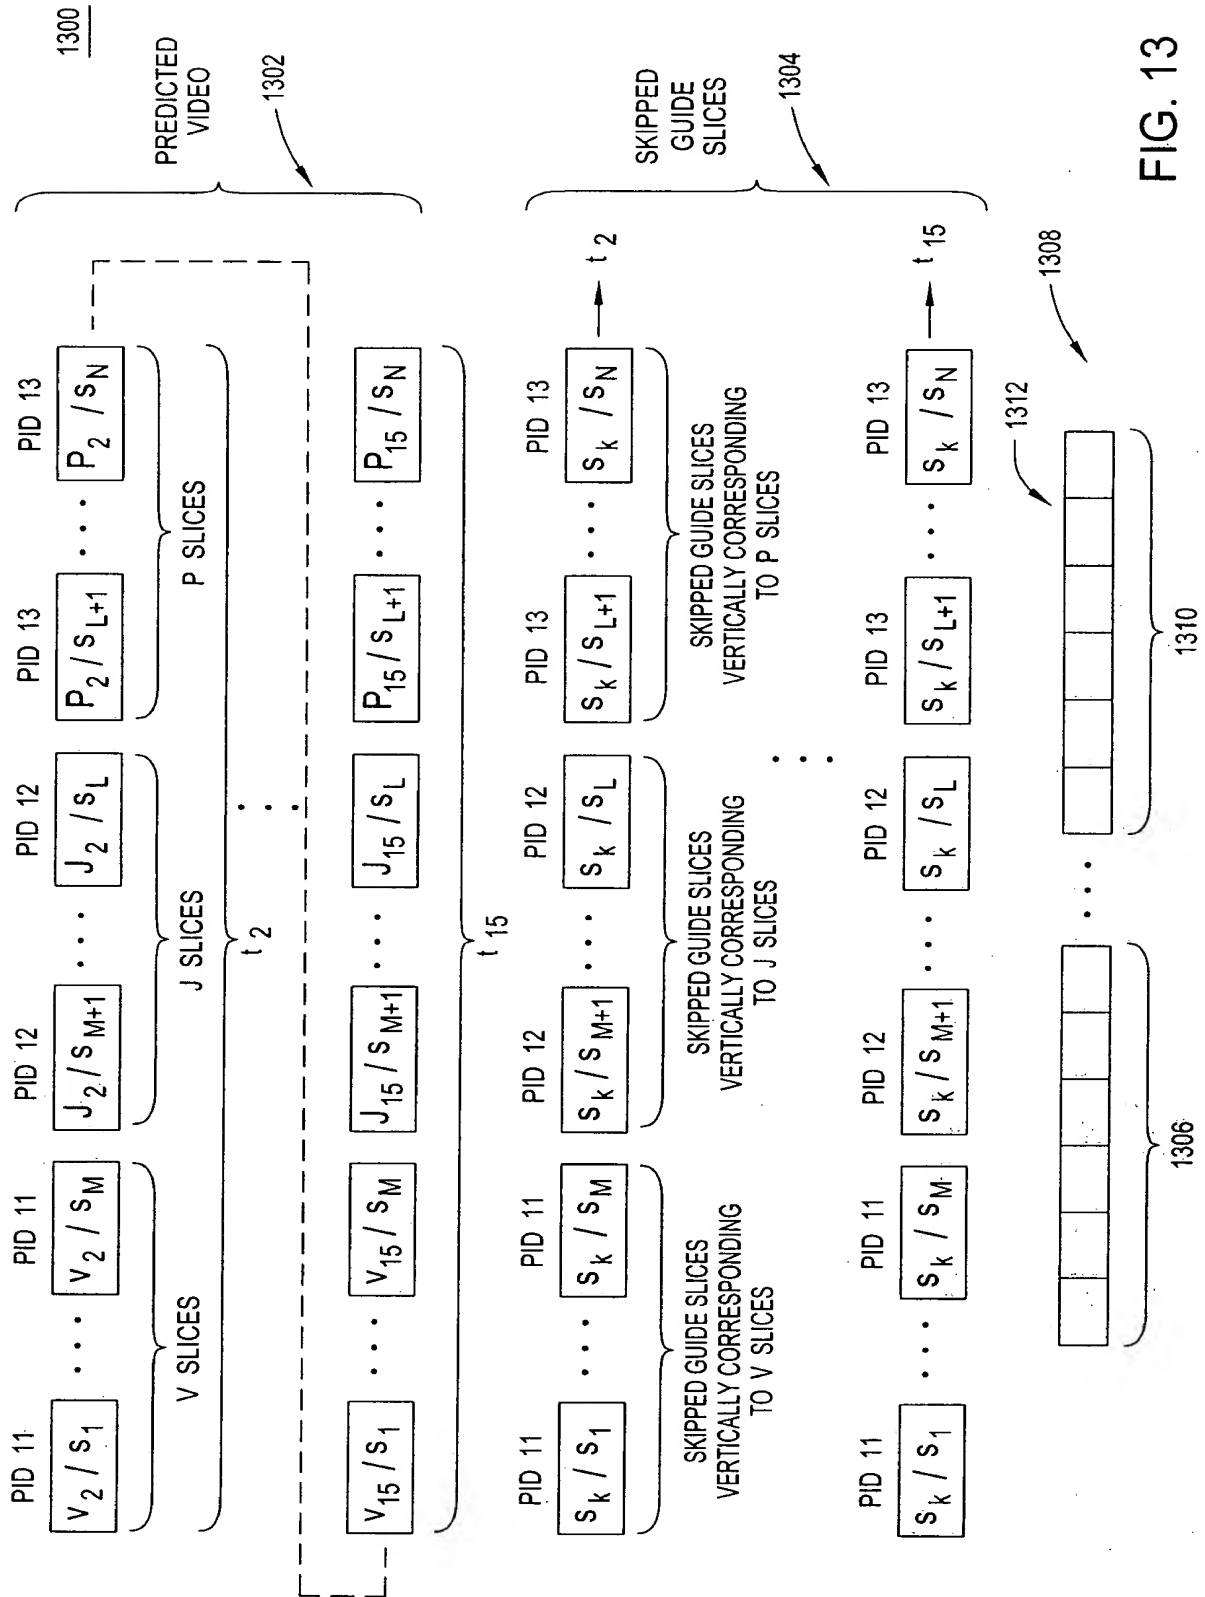 1300
PREDICTED
VIDEO
1302
PID 11 PID 11 PID 12 PID 12 PID 13 PID 13
v2 / s1 • • • v2 / sM J2 / sM+1 • • • J2 / sL P2 / sL+1 • • • P2 / sN
V SLICES J SLICES P SLICES
t2
v15 / s1 • • • v15 / sM J15 / sM+1 • • • J15 / sL P15 / sL+1 • • • P15 / sN
t15
SKIPPED
GUIDE
SLICES
1304
PID 11 PID 11 PID 12 PID 12 PID 13 PID 13
sk / s1 • • • sk / sM sk / sM+1 • • • sk / sL sk / sL+1 • • • sk / sN t2
SKIPPED GUIDE SLICES
VERTICALLY CORRESPONDING
TO V SLICES
SKIPPED GUIDE SLICES
VERTICALLY CORRESPONDING
TO J SLICES
SKIPPED GUIDE SLICES
VERTICALLY CORRESPONDING
TO P SLICES
PID 11 PID 11 PID 12 PID 12 PID 13 PID 13
sk / s1 • • • sk / sM sk / sM+1 • • • sk / sL sk / sL+1 • • • sk / sN t15
1312
1308
1306 1310
FIG. 13